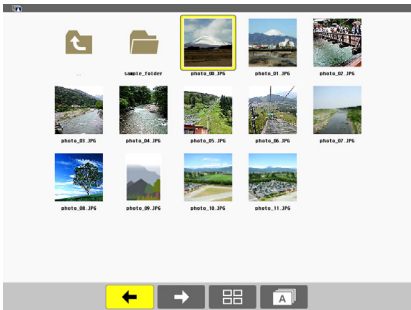 ...
sample_folder
photo_00.JPG
photo_01.JPG
photo_02.JPG
photo_03.JPG
photo_04.JPG
photo_05.JPG
photo_06.JPG
photo_07.JPG
photo_08.JPG
photo_09.JPG
photo_10.JPG
photo_11.JPG
A